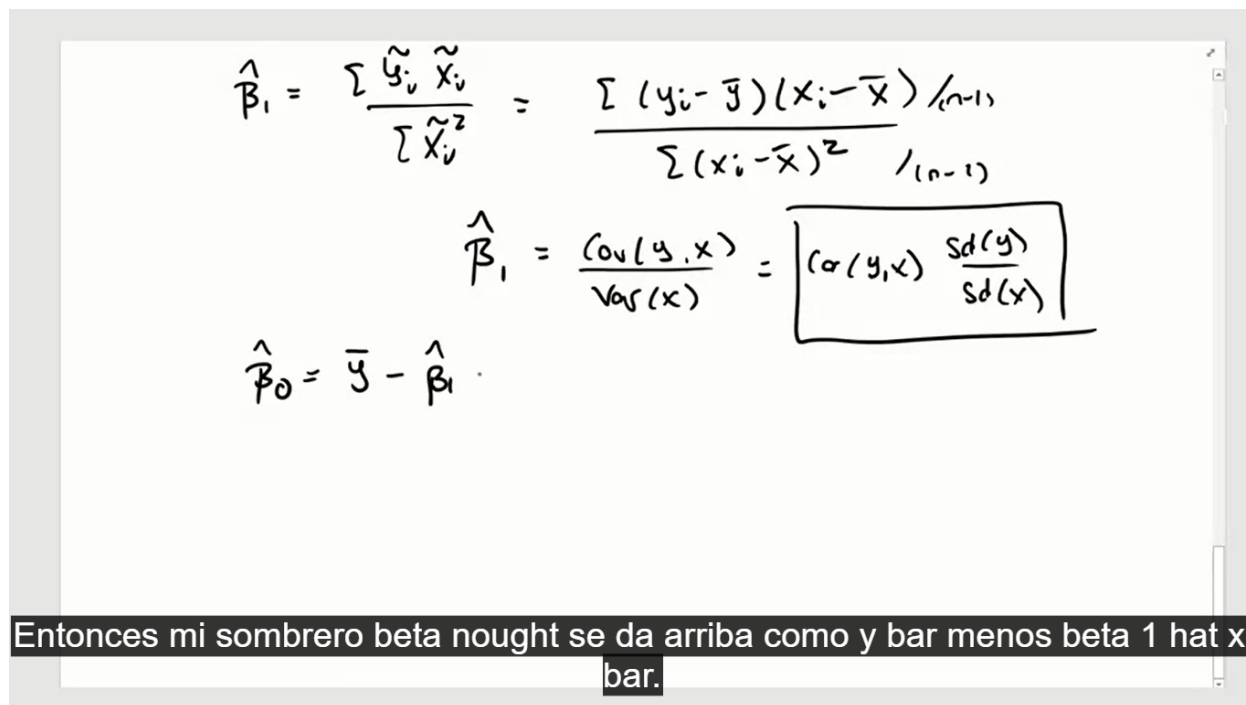 β̂₁ = Σ ỹᵢ x̃ᵢ / Σ x̃ᵢ² = Σ (yᵢ - ȳ)(xᵢ - x̄) /(n-1) / Σ (xᵢ - x̄)² /(n-1)
β̂₁ = Cov(y,x) / Var(x) = Cor(y,x) Sd(y) / Sd(x)
β̂₀ = ȳ - β̂₁
Entonces mi sombrero beta nought se da arriba como y bar menos beta 1 hat x
bar.